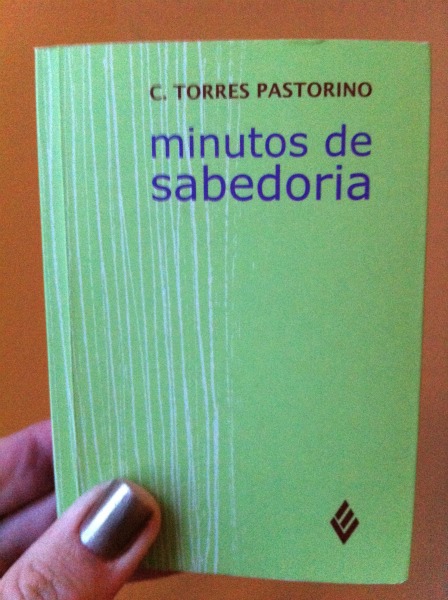 C. TORRES PASTORINO
minutos de
sabedoria